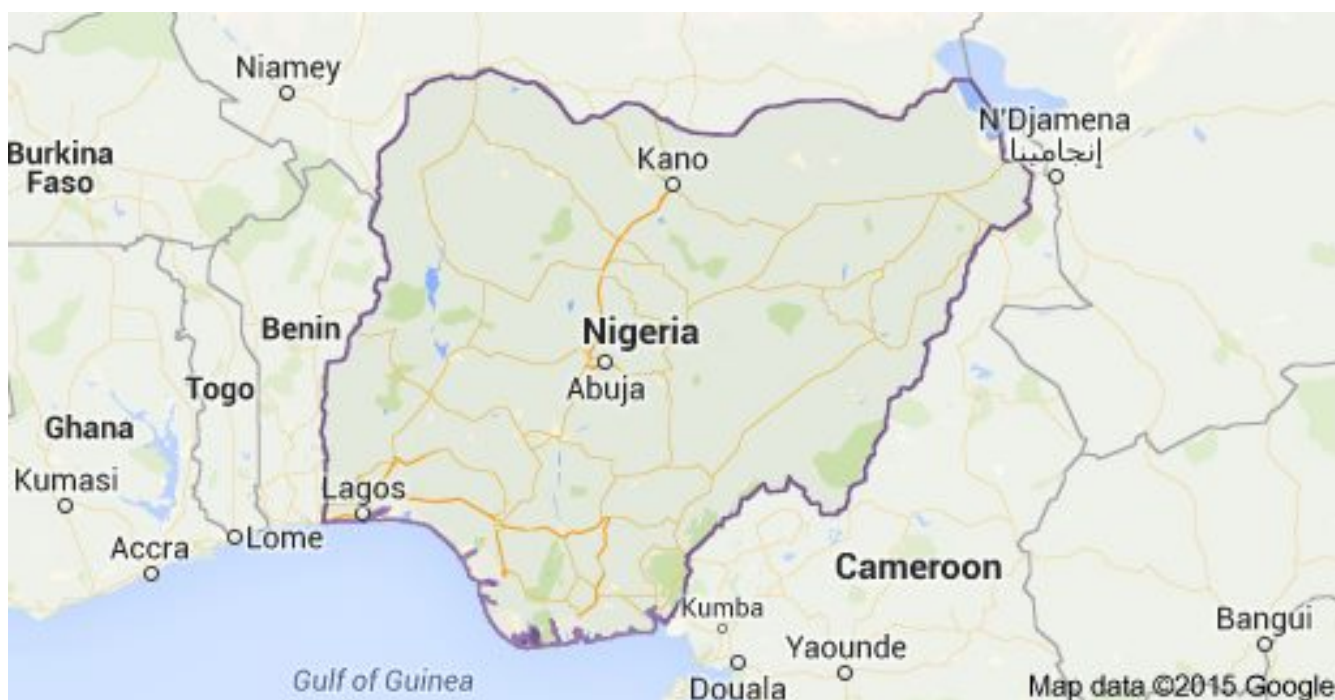 Niamey
N'Djamena
إنجامينا
Burkina
Faso
Kano
Benin
Nigeria
Togo
Abuja
Ghana
Kumasi
Lagos
Accra
Lome
Cameroon
Kumba
Bangui
Yaounde
Gulf of Guinea
Douala
Map data ©2015 Google